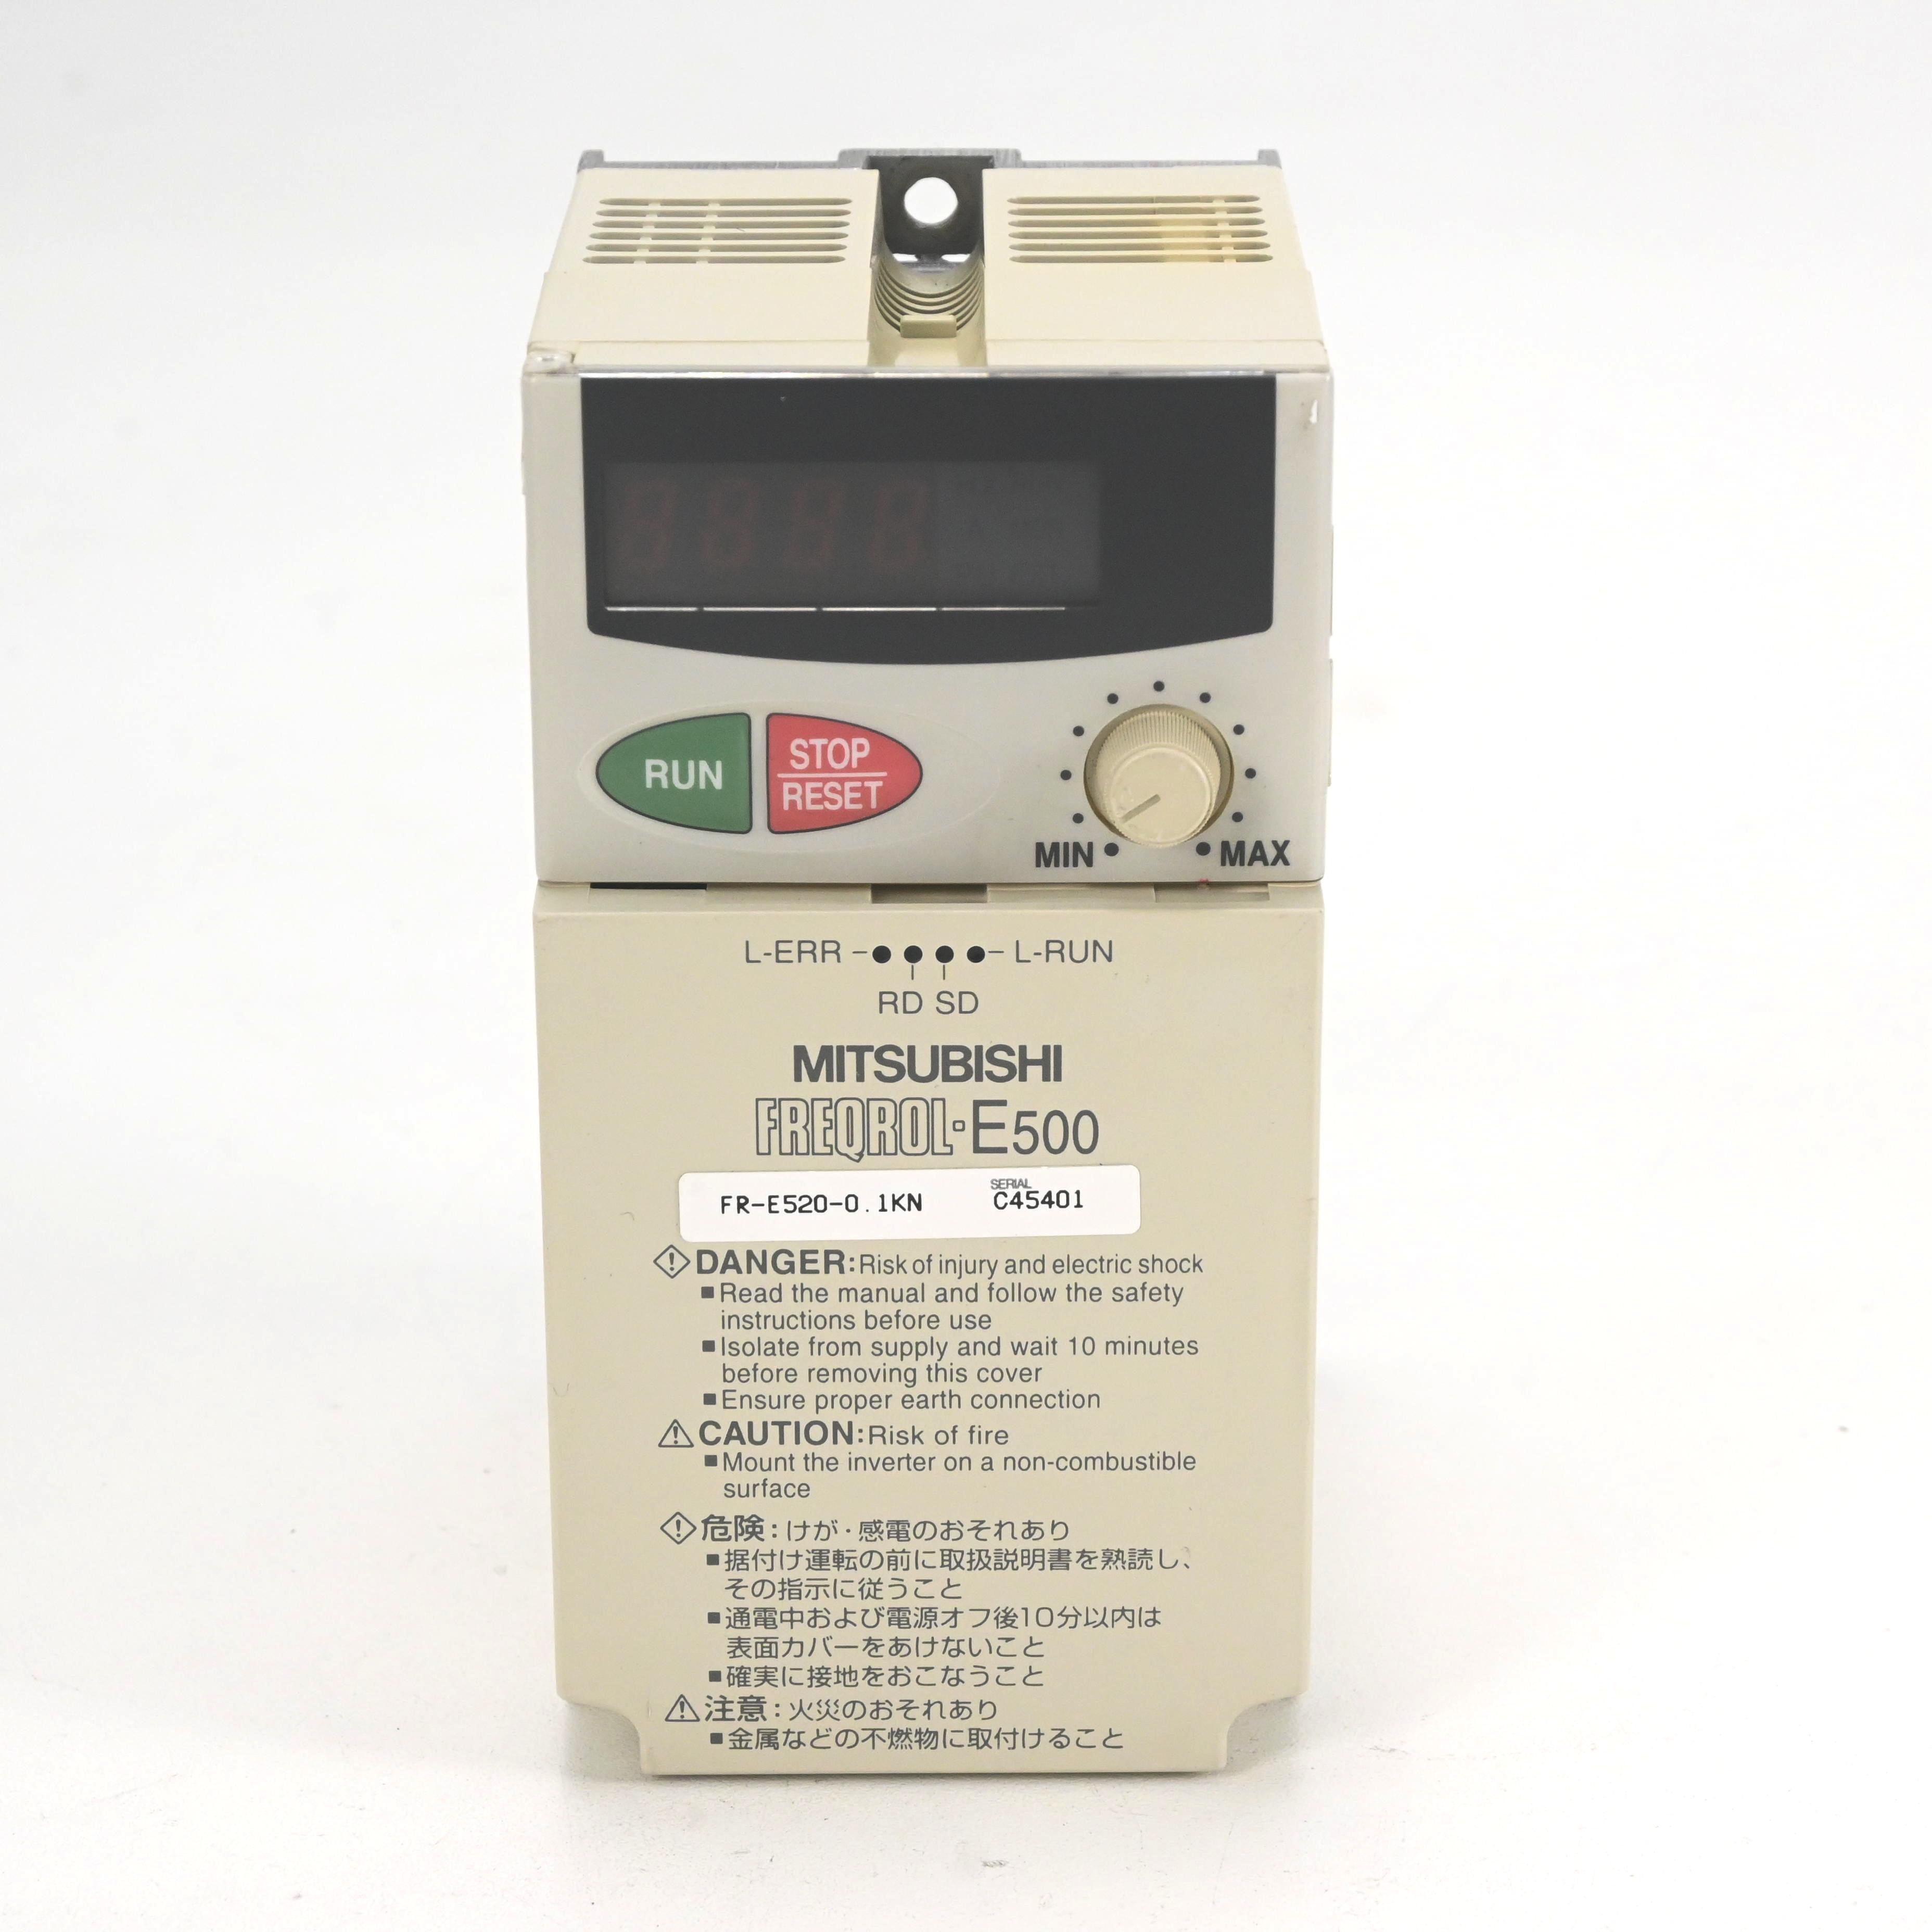 RUN
STOP
RESET
MIN
MAX
L-ERR
L-RUN
RD SD
MITSUBISHI
FREQROL-E500
FR-E520-0.1KN
SERIAL
C45401
DANGER:Risk of injury and electric shock
■Read the manual and follow the safety
instructions before use
■Isolate from supply and wait 10 minutes
before removing this cover
■Ensure proper earth connection
CAUTION:Risk of fire
■Mount the inverter on a non-combustible
surface
危険:けが・感電のおそれあり
■据付け運転の前に取扱説明書を熟読し、
その指示に従うこと
■通電中および電源オフ後10分以内は
表面カバーをあけないこと
■確実に接地をおこなうこと
注意:火災のおそれあり
■金属などの不燃物に取付けること